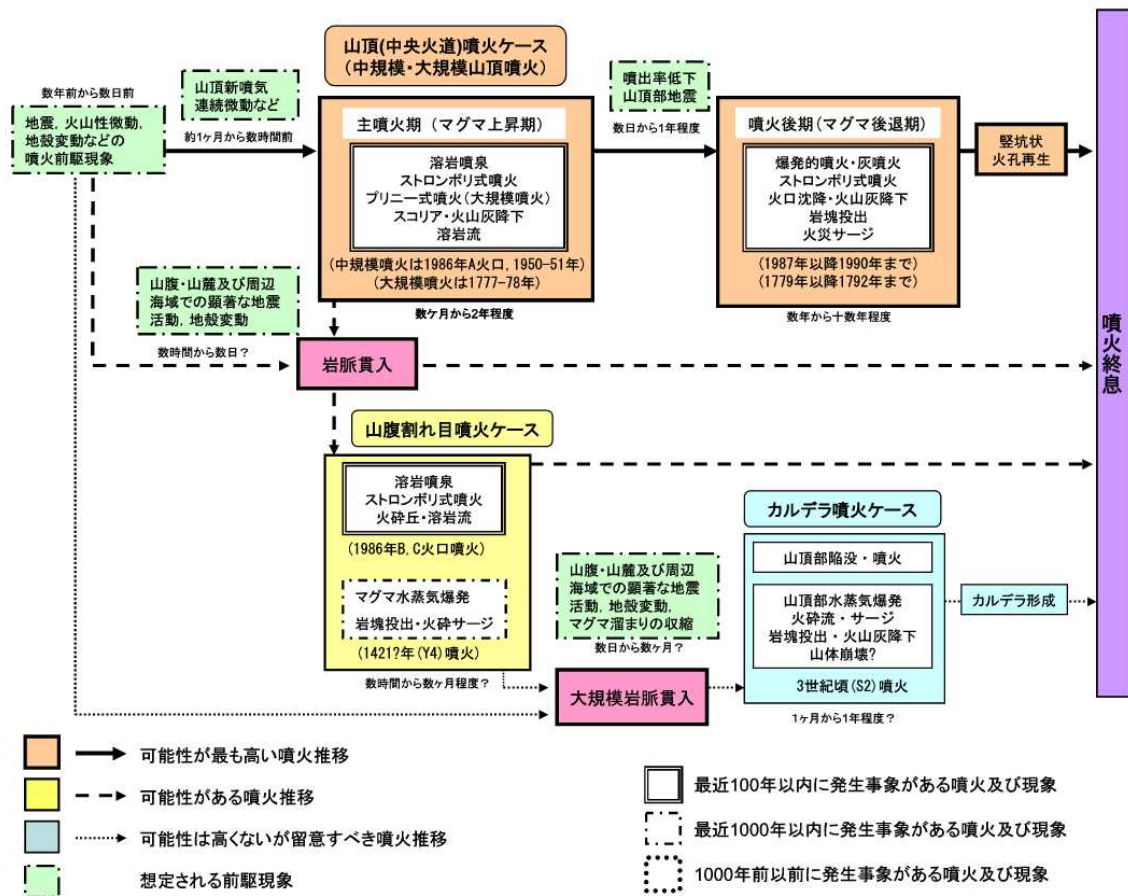 山頂(中央火道)噴火ケース
(中規模・大規模山頂噴火)
数年前から数日前
地震, 火山性微動,
地殻変動などの
噴火前駆現象
山頂新噴気
連続微動など
約1ヶ月から数時間前
主噴火期 (マグマ上昇期)
溶岩噴泉
ストロンボリ式噴火
プリニー式噴火(大規模噴火)
スコリア・火山灰降下
溶岩流
(中規模噴火は1986年A火口, 1950-51年)
(大規模噴火は1777-78年)
数ケ月から2年程度
噴出率低下
山頂部地震
数日から1年程度
噴火後期(マグマ後退期)
爆発的噴火・灰噴火
ストロンボリ式噴火
火口沈降・火山灰降下
岩塊投出
火災サージ
(1987年以降1990年まで)
(1779年以降1792年まで)
数年から十数年程度
竪坑状
火孔再生
噴火終息
山腹・山麓及び周辺
海域での顕著な地震
活動, 地殻変動
数時間から数日?
岩脈貫入
山腹割れ目噴火ケース
溶岩噴泉
ストロンボリ式噴火
火砕丘・溶岩流
(1986年B, C火口噴火)
マグマ水蒸気爆発
岩塊投出・火砕サージ
(1421?年(Y4)噴火)
数時間から数ヶ月程度?
山腹・山麓及び周辺
海域での顕著な地震
活動, 地殻変動,
マグマ溜まりの収縮
数日から数ヶ月?
大規模岩脈貫入
カルデラ噴火ケース
山頂部陥没・噴火
山頂部水蒸気爆発
火砕流・サージ
岩塊投出・火山灰降下
山体崩壊?
3世紀頃(S2)噴火
1ヶ月から1年程度?
カルデラ形成
可能性が最も高い噴火推移
可能性がある噴火推移
可能性は高くないが留意すべき噴火推移
想定される前駆現象
最近100年以内に発生事象がある噴火及び現象
最近1000年以内に発生事象がある噴火及び現象
1000年前以前に発生事象がある噴火及び現象